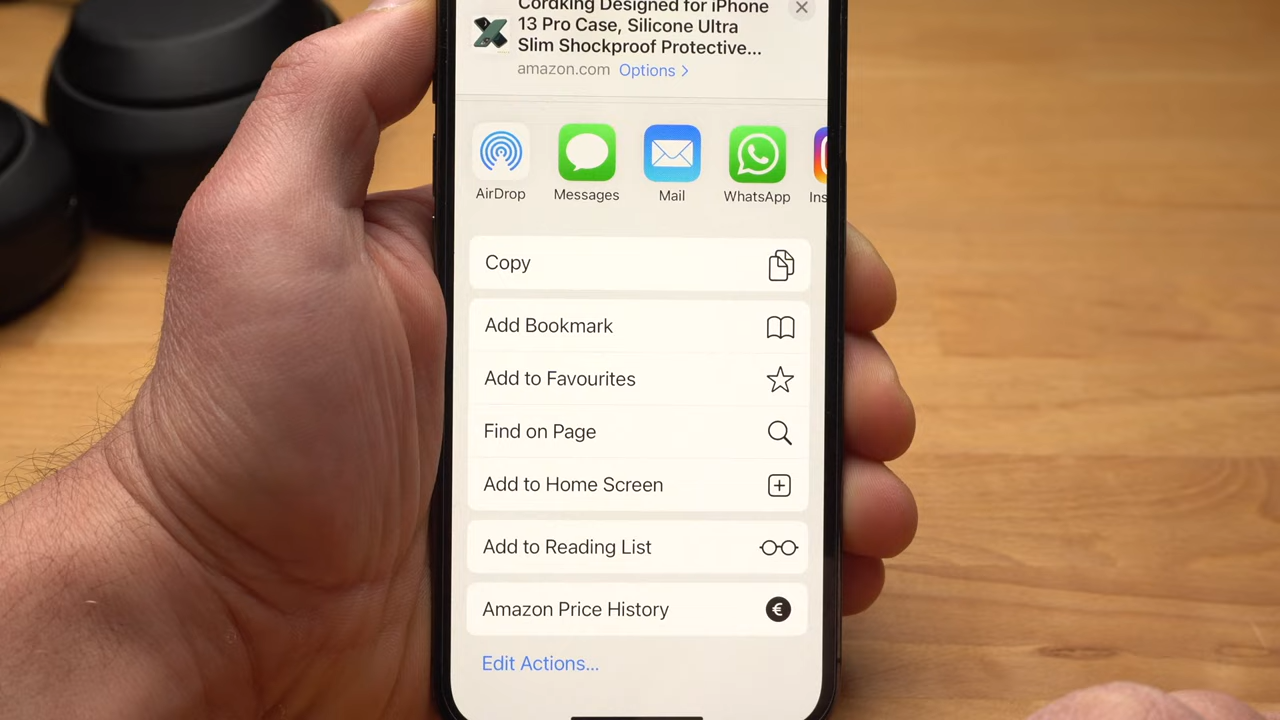 Cordking Designed for iPhone
13 Pro Case, Silicone Ultra
Slim Shockproof Protective...
amazon.com Options >
AirDrop
Messages
Mail
WhatsApp
Ins
Copy
Add Bookmark
Add to Favourites
Find on Page
Add to Home Screen
Add to Reading List
Amazon Price History
€
Edit Actions...